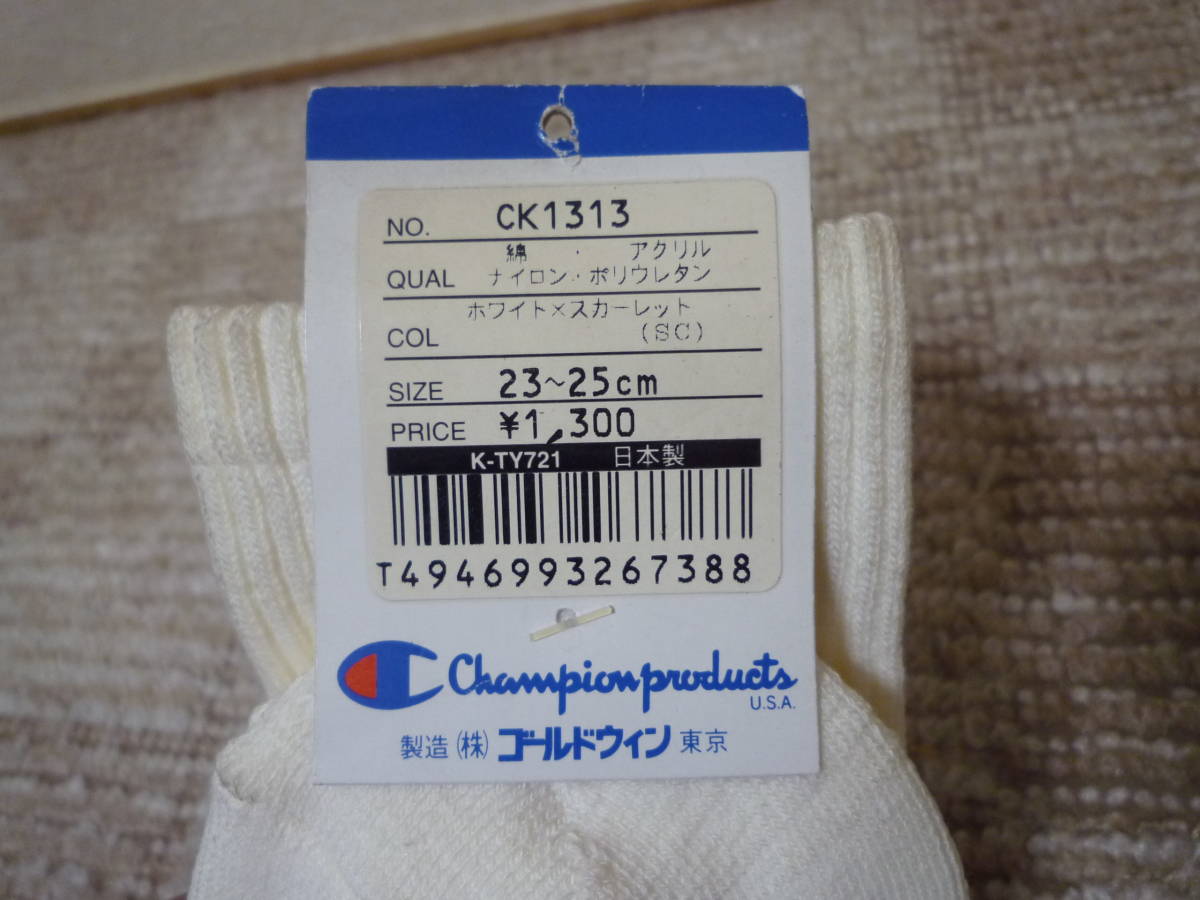 NO. CK1313
綿 ・ アクリル
QUAL ナイロン・ポリウレタン
ホワイト×スカーレット
COL (SC)
SIZE 23~25cm
PRICE ¥1,300
K-TY721 日本製
T4946993267388
Championproducts
U.S.A.
製造(株)ゴールドウィン 東京